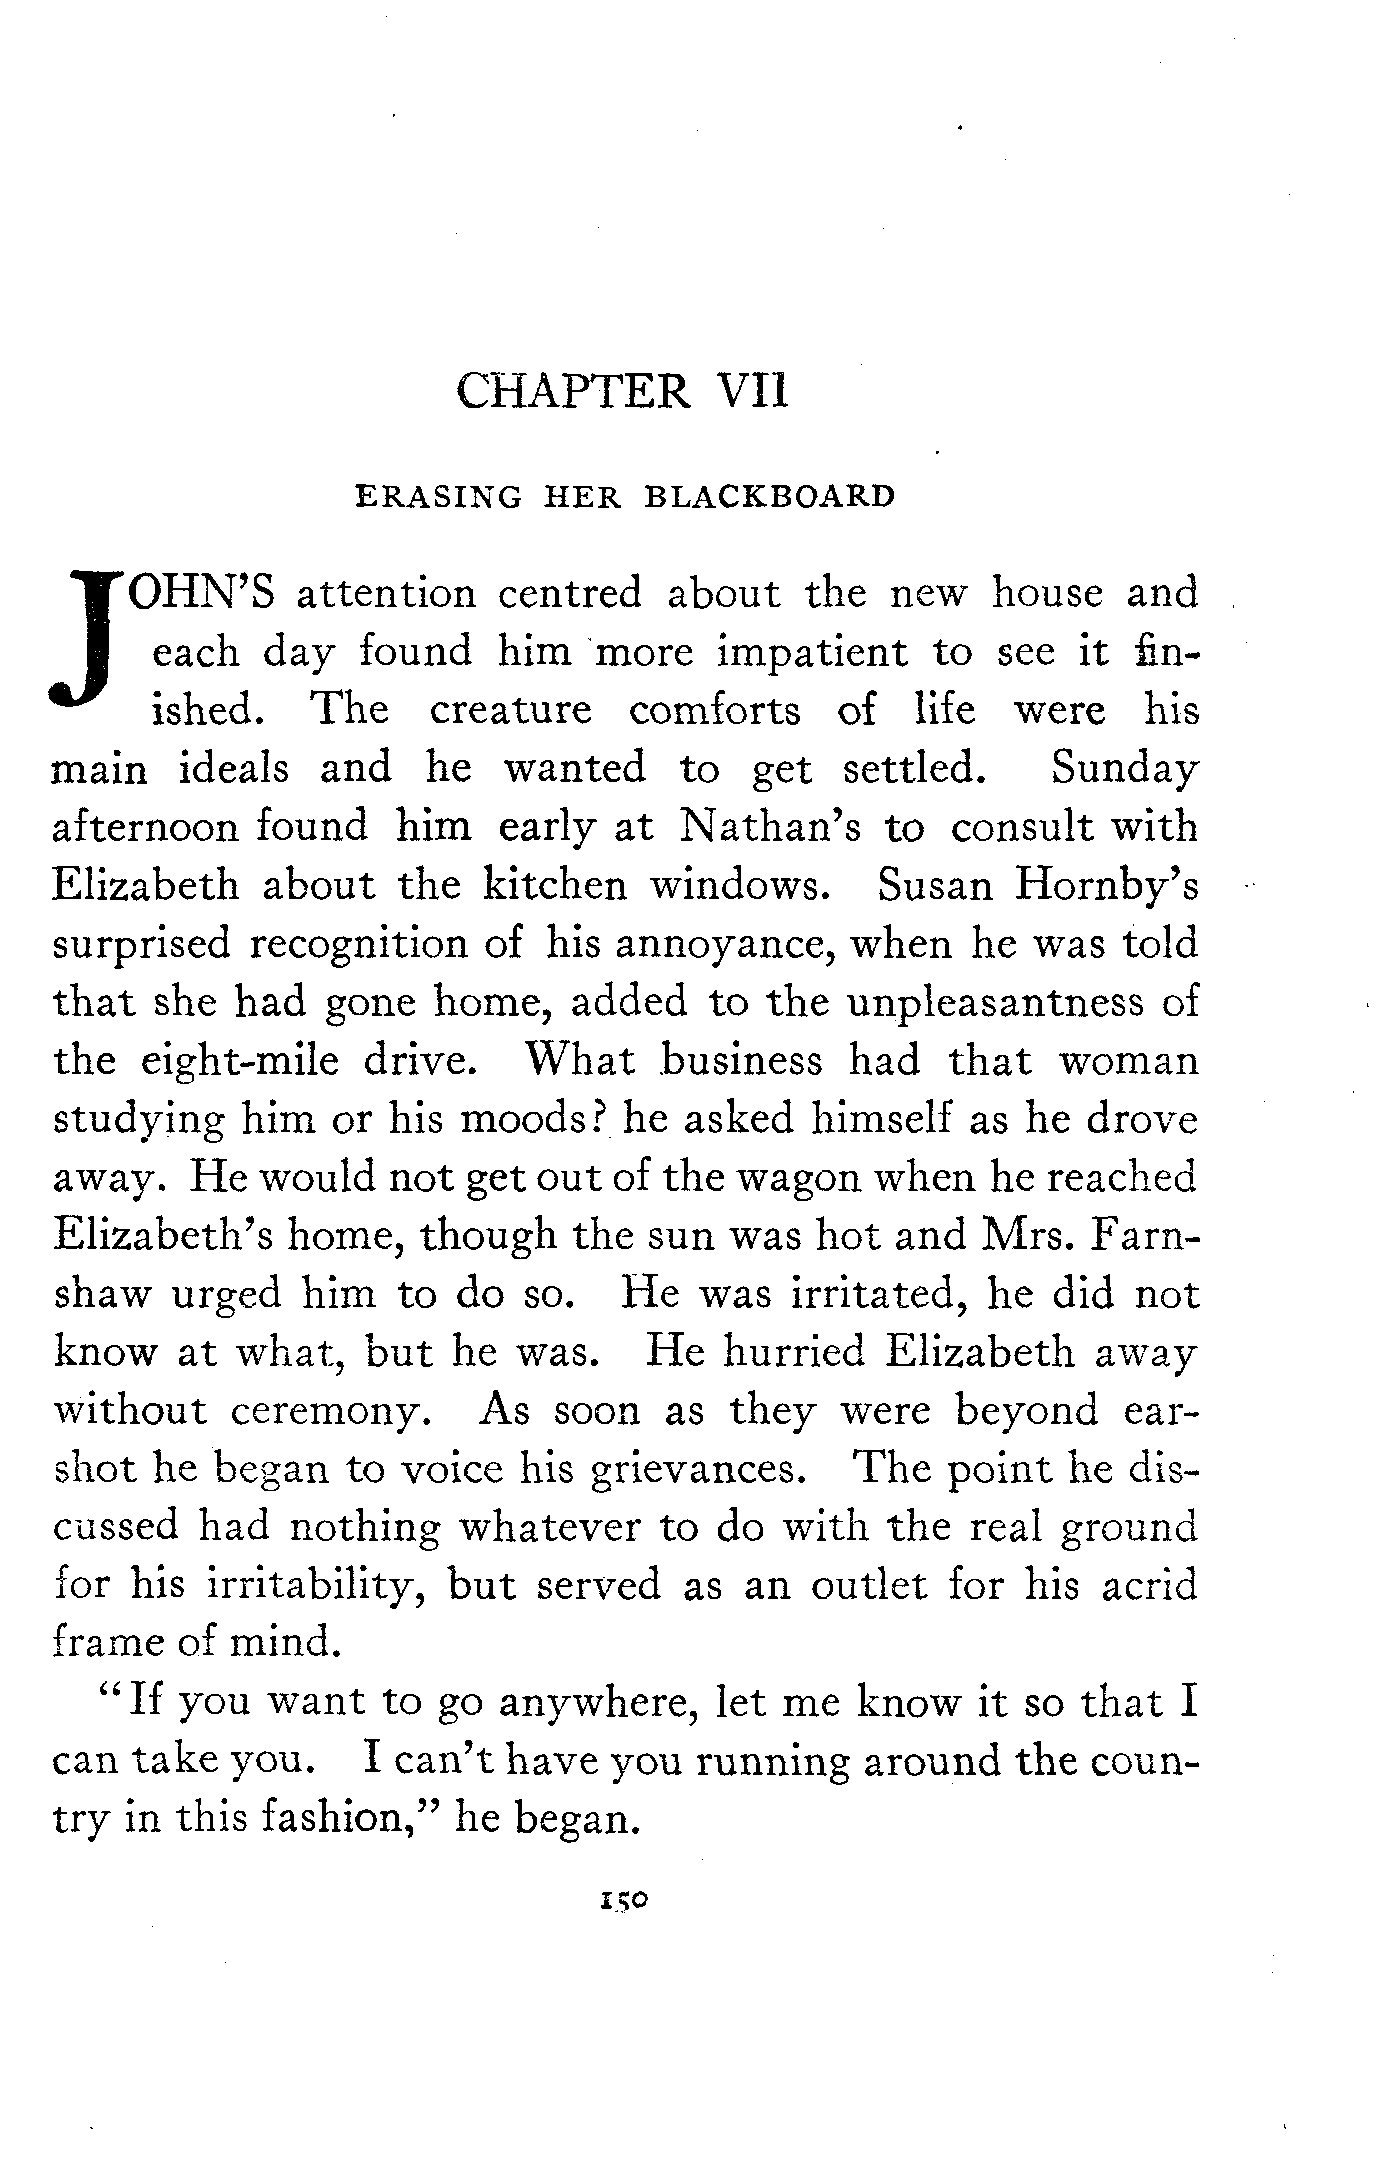 CHAPTER VII
ERASING HER BLACKBOARD
JOHN'S attention centred about the new house and
each day found him more impatient to see it fin-
ished. The creature comforts of life were his
main ideals and he wanted to get settled. Sunday
afternoon found him early at Nathan's to consult with
Elizabeth about the kitchen windows. Susan Hornby's
surprised recognition of his annoyance, when he was told
that she had gone home, added to the unpleasantness of
the eight-mile drive. What business had that woman
studying him or his moods? he asked himself as he drove
away. He would not get out of the wagon when he reached
Elizabeth's home, though the sun was hot and Mrs. Farn-
shaw urged him to do so. He was irritated, he did not
know at what, but he was. He hurried Elizabeth away
without ceremony. As soon as they were beyond ear-
shot he began to voice his grievances. The point he dis-
cussed had nothing whatever to do with the real ground
for his irritability, but served as an outlet for his acrid
frame of mind.
"If you want to go anywhere, let me know it so that I
can take you. I can't have you running around the coun-
try in this fashion," he began.
150